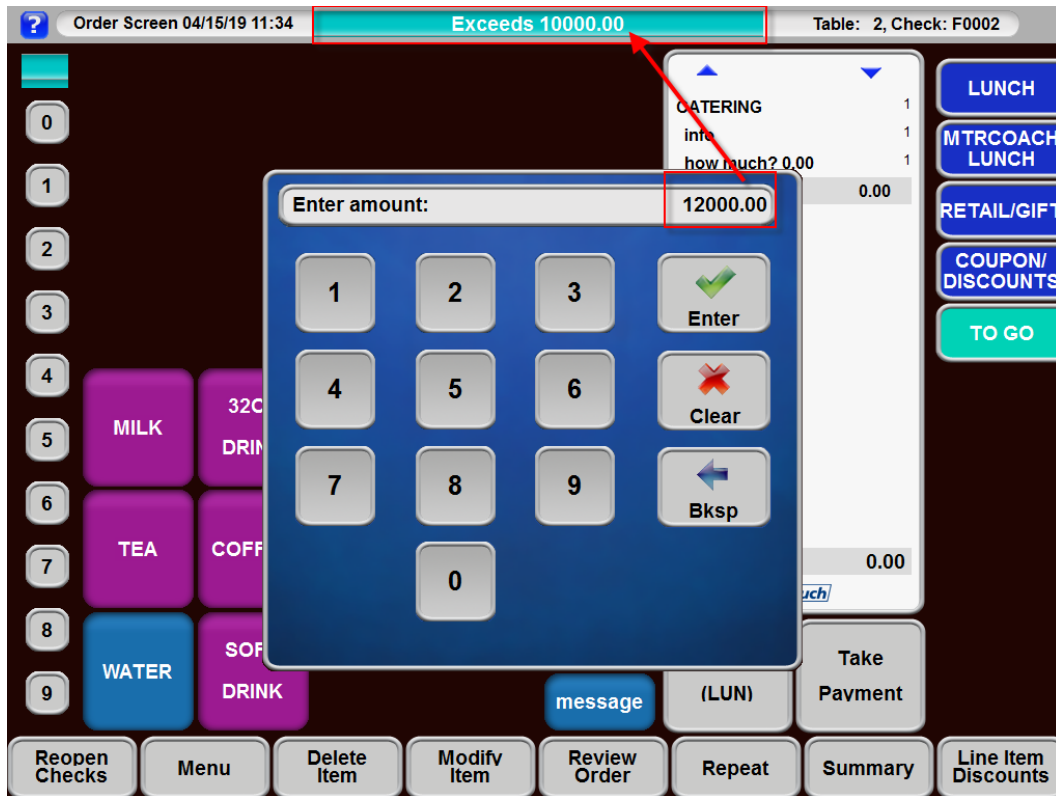 ? Order Screen 04/15/19 11:34 Exceeds 10000.00 Table: 2, Check: F0002
CATERING 1
info 1
how much? 0.00 1
0.00
0.00
LUNCH
MTRCOACH
LUNCH
RETAIL/GIFT
COUPON/
DISCOUNTS
TO GO
0
1
2
3
4
5
6
7
8
9
Enter amount: 12000.00
1 2 3 Enter
4 5 6 Clear
7 8 9 Bksp
0
MILK
TEA
WATER
DRINK
message
(LUN)
Take
Payment
Reopen
Checks
Menu
Delete
Item
Modify
Item
Review
Order
Repeat
Summary
Line Item
Discounts